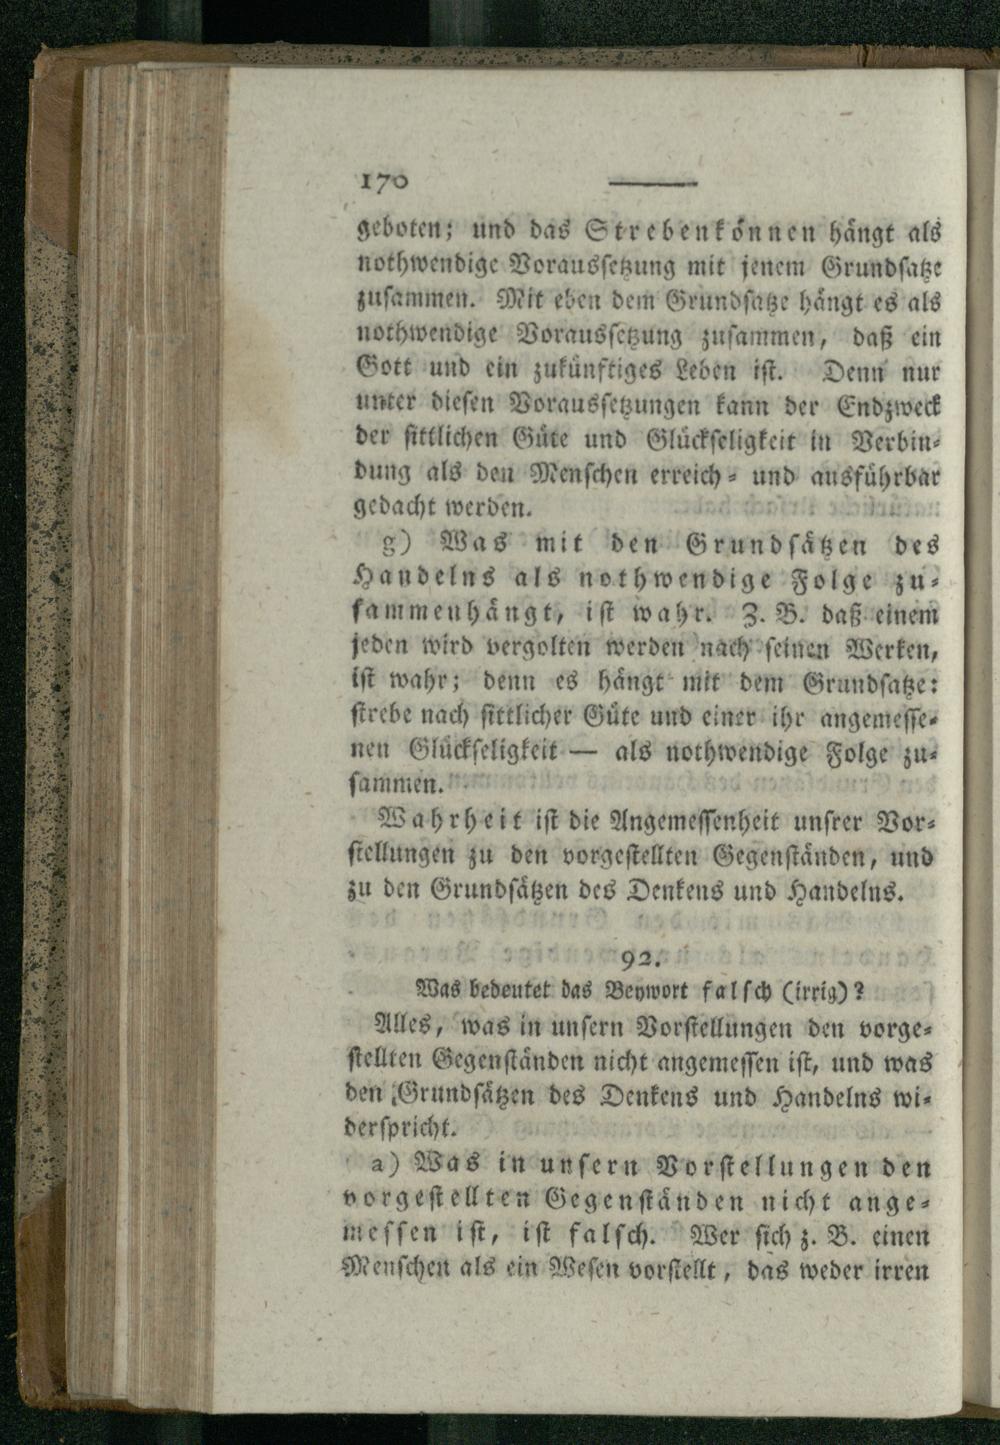 170
geboten; und das Strebenkönnen hängt als
nothwendige Voraussetzung mit jenem Grundsatze
zusammen. Mit eben dem Grundsatze hängt es als
nothwendige Voraussetzung zusammen, daß ein
Gott und ein zukünftiges Leben ist. Denn nur
unter diesen Voraussetzungen kann der Endzweck
der sittlichen Güte und Glückseligkeit in Verbin-
dung als den Menschen erreich- und ausführbar
gedacht werden.
g) Was mit den Grundsätzen des
Handelns als nothwendige Folge zu-
sammenhängt, ist wahr. Z. B. daß einem
jeden wird vergolten werden nach seinen Werken,
ist wahr; denn es hängt mit dem Grundsatze:
strebe nach sittlicher Güte und einer ihr angemesse-
nen Glückseligkeit — als nothwendige Folge zu-
sammen.
Wahrheit ist die Angemessenheit unsrer Vor-
stellungen zu den vorgestellten Gegenständen, und
zu den Grundsätzen des Denkens und Handelns.
92.
Was bedeutet das Beywort falsch (irrig)?
Alles, was in unsern Vorstellungen den vorge-
stellten Gegenständen nicht angemessen ist, und was
den Grundsätzen des Denkens und Handelns wi-
derspricht.
a) Was in unsern Vorstellungen den
vorgestellten Gegenständen nicht ange-
messen ist, ist falsch. Wer sich z. B. einen
Menschen als ein Wesen vorstellt, das weder irren